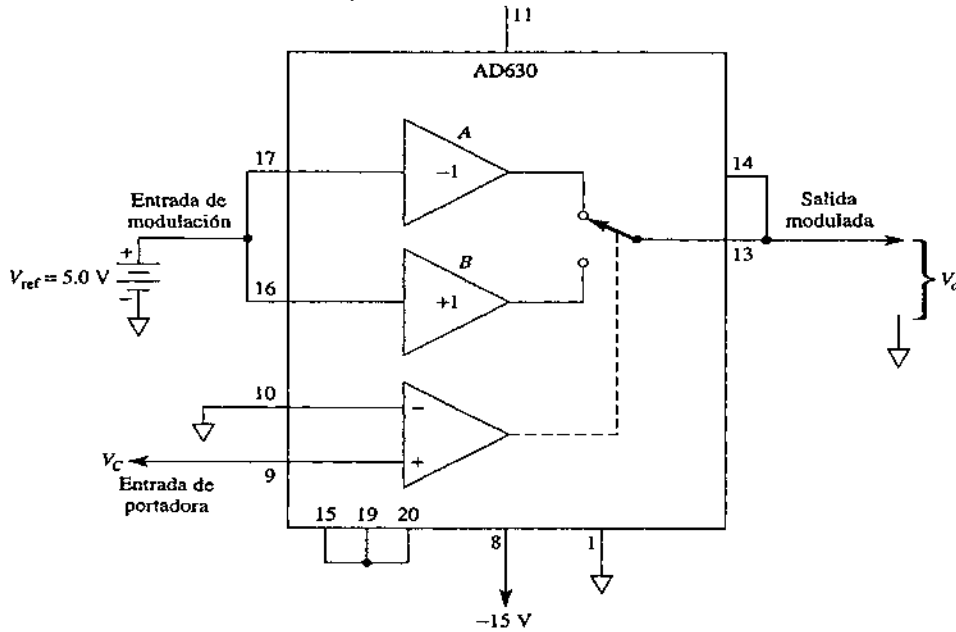 11
AD630
A
−1
17
14
Entrada de
modulación
Salida
modulada
13
+
V_ref = 5.0 V
−
B
+1
16
10
−
V_C
9
+
Entrada de
portadora
15
19
20
8
1
−15 V